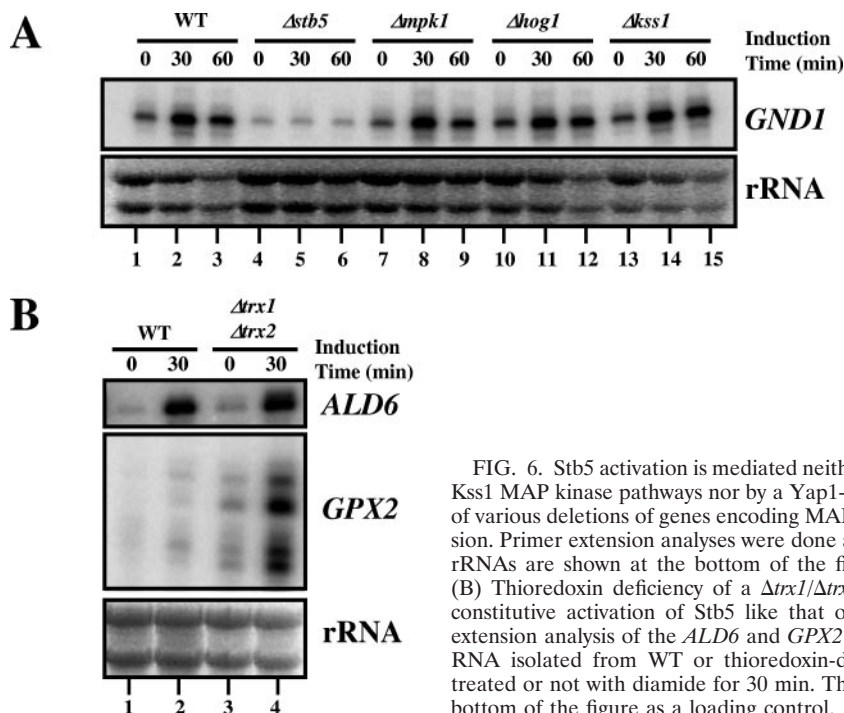 A
WT Δstb5 Δmpk1 Δhog1 Δkss1
0 30 60 0 30 60 0 30 60 0 30 60 0 30 60
Induction
Time (min)
GND1
rRNA
1 2 3 4 5 6 7 8 9 10 11 12 13 14 15
B
WT Δtrx1
Δtrx2
0 30 0 30
Induction
Time (min)
ALD6
GPX2
rRNA
1 2 3 4
FIG. 6. Stb5 activation is mediated neith
Kss1 MAP kinase pathways nor by a Yap1-
of various deletions of genes encoding MAP
sion. Primer extension analyses were done a
rRNAs are shown at the bottom of the fi
(B) Thioredoxin deficiency of a Δtrx1/Δtrx
constitutive activation of Stb5 like that o
extension analysis of the ALD6 and GPX2
RNA isolated from WT or thioredoxin-d
treated or not with diamide for 30 min. Th
bottom of the figure as a loading control.